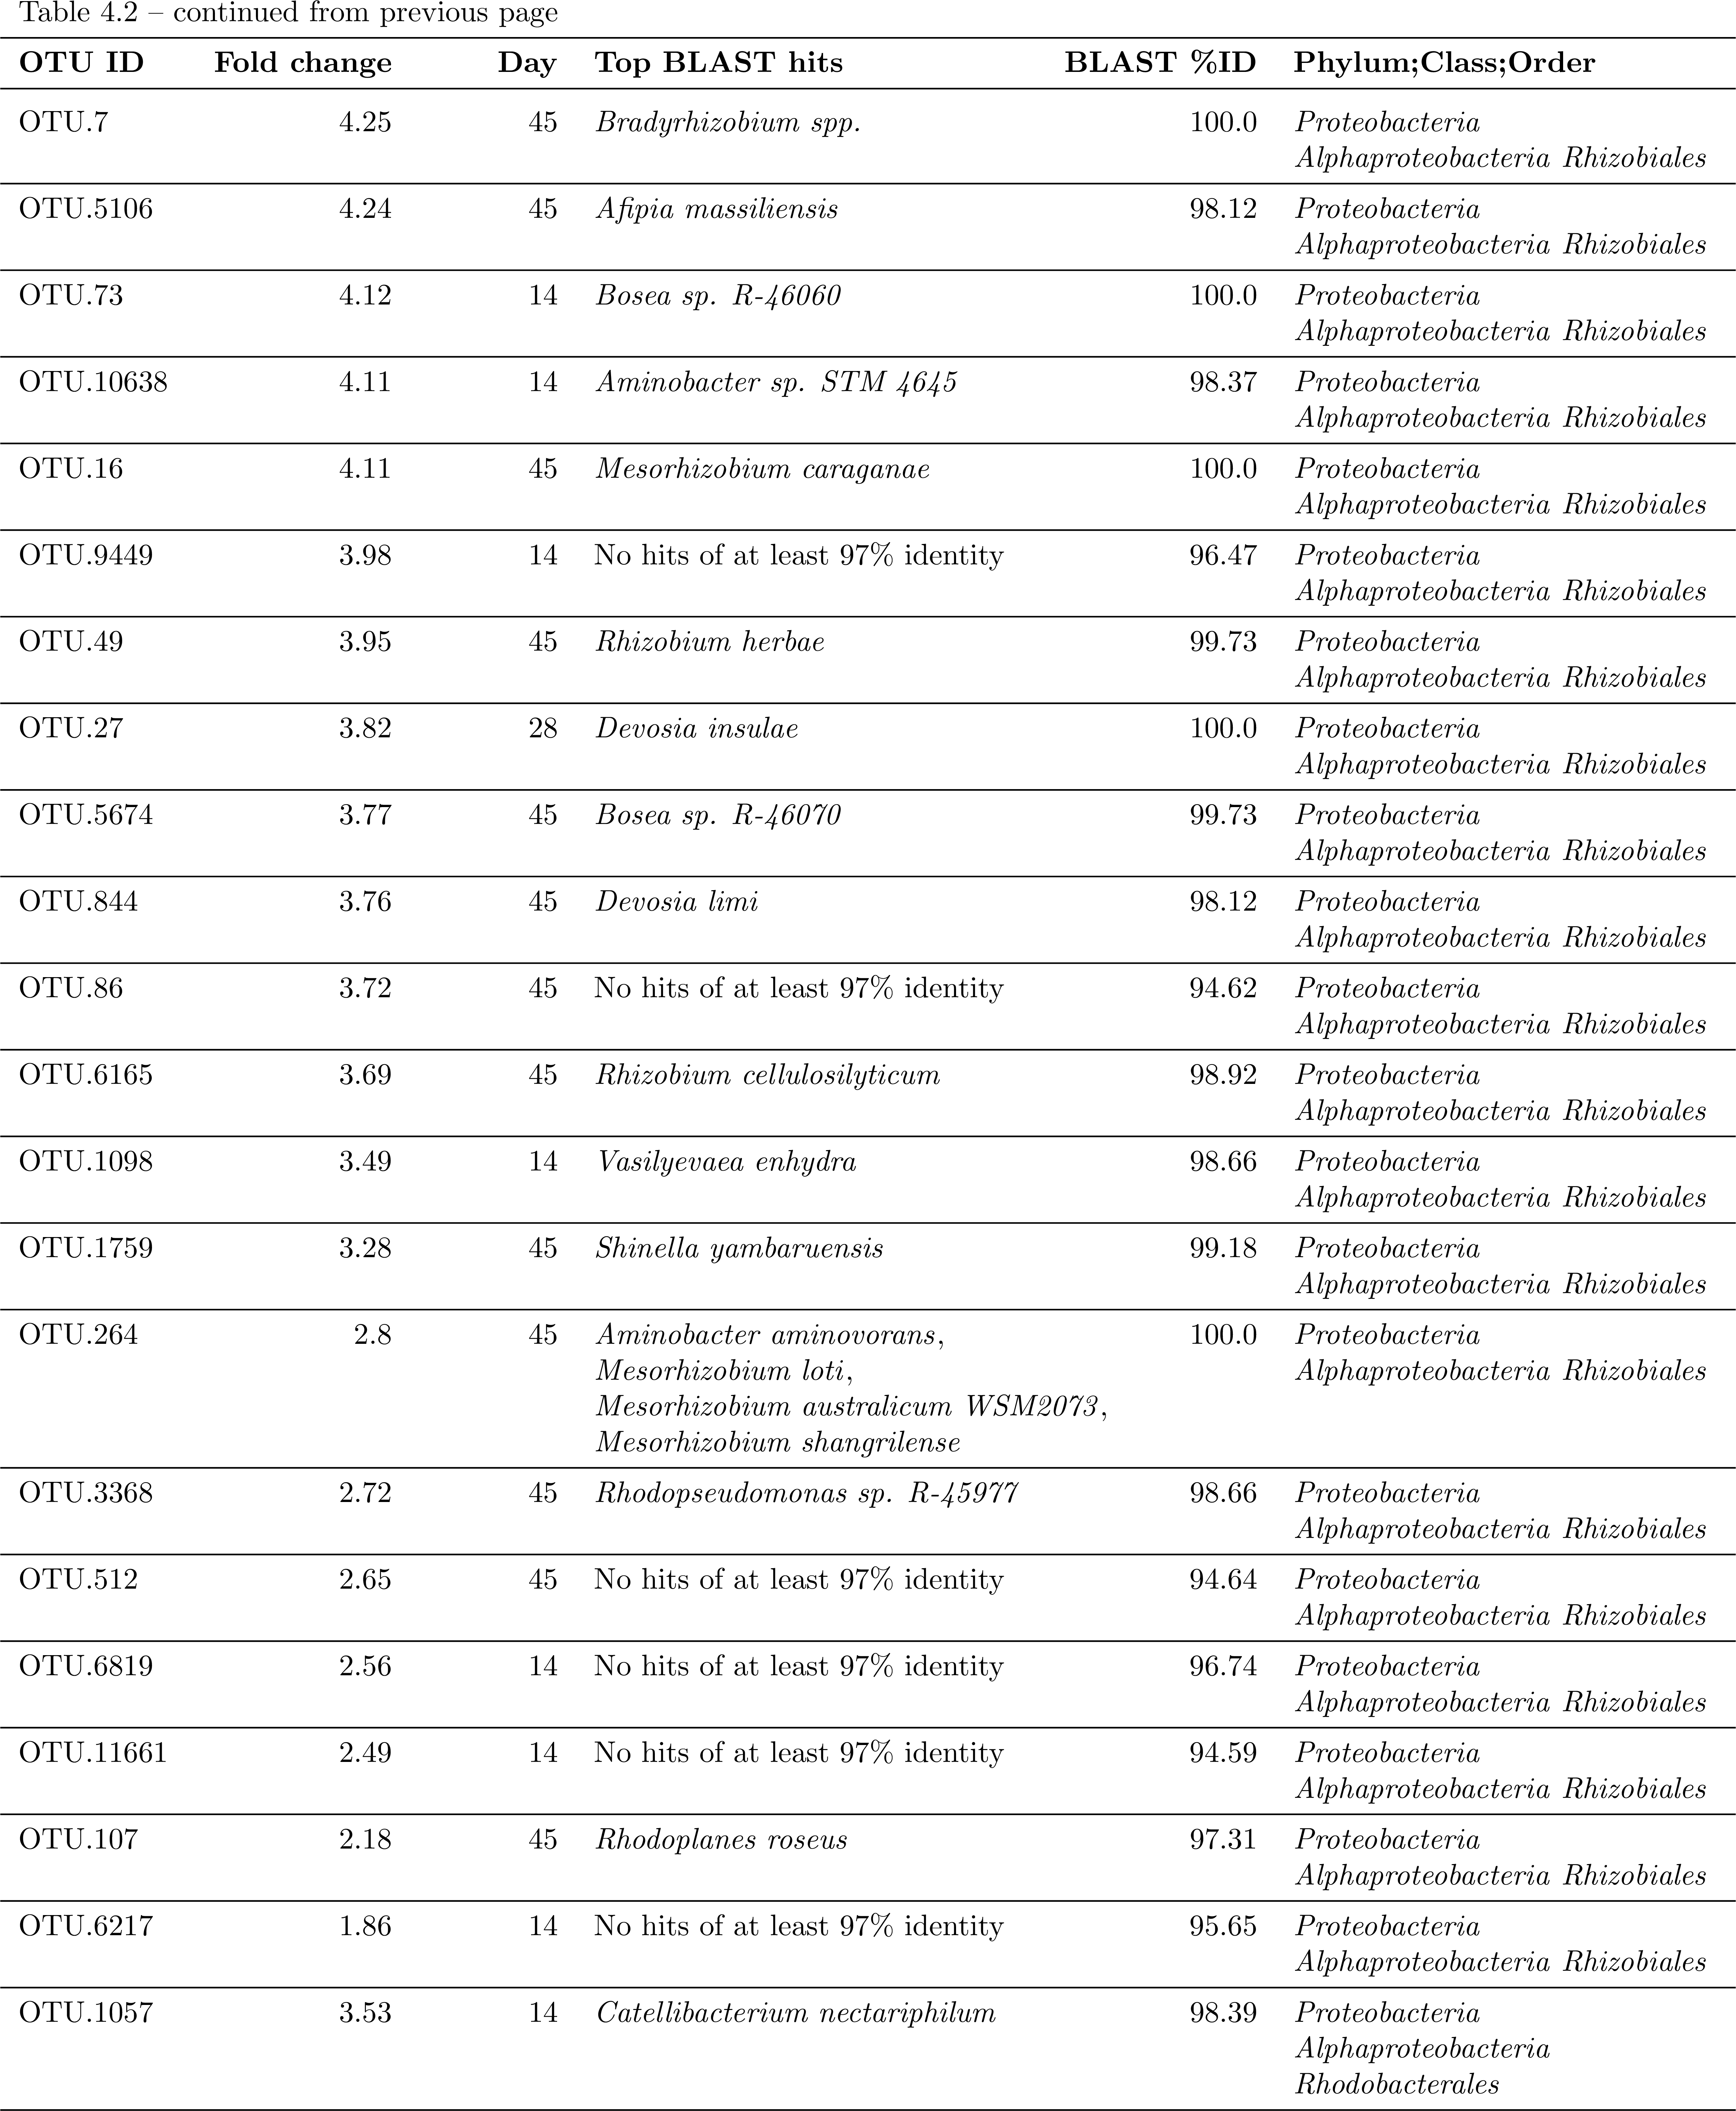 Table 4.2 – continued from previous page
OTU ID Fold change Day Top BLAST hits BLAST %ID Phylum;Class;Order
OTU.7 4.25 45 Bradyrhizobium spp. 100.0 Proteobacteria
Alphaproteobacteria Rhizobiales
OTU.5106 4.24 45 Afipia massiliensis 98.12 Proteobacteria
Alphaproteobacteria Rhizobiales
OTU.73 4.12 14 Bosea sp. R-46060 100.0 Proteobacteria
Alphaproteobacteria Rhizobiales
OTU.10638 4.11 14 Aminobacter sp. STM 4645 98.37 Proteobacteria
Alphaproteobacteria Rhizobiales
OTU.16 4.11 45 Mesorhizobium caraganae 100.0 Proteobacteria
Alphaproteobacteria Rhizobiales
OTU.9449 3.98 14 No hits of at least 97% identity 96.47 Proteobacteria
Alphaproteobacteria Rhizobiales
OTU.49 3.95 45 Rhizobium herbae 99.73 Proteobacteria
Alphaproteobacteria Rhizobiales
OTU.27 3.82 28 Devosia insulae 100.0 Proteobacteria
Alphaproteobacteria Rhizobiales
OTU.5674 3.77 45 Bosea sp. R-46070 99.73 Proteobacteria
Alphaproteobacteria Rhizobiales
OTU.844 3.76 45 Devosia limi 98.12 Proteobacteria
Alphaproteobacteria Rhizobiales
OTU.86 3.72 45 No hits of at least 97% identity 94.62 Proteobacteria
Alphaproteobacteria Rhizobiales
OTU.6165 3.69 45 Rhizobium cellulosilyticum 98.92 Proteobacteria
Alphaproteobacteria Rhizobiales
OTU.1098 3.49 14 Vasilyevaea enhydra 98.66 Proteobacteria
Alphaproteobacteria Rhizobiales
OTU.1759 3.28 45 Shinella yambaruensis 99.18 Proteobacteria
Alphaproteobacteria Rhizobiales
OTU.264 2.8 45 Aminobacter aminovorans, 100.0 Proteobacteria
Mesorhizobium loti, Alphaproteobacteria Rhizobiales
Mesorhizobium australicum WSM2073,
Mesorhizobium shangrilense
OTU.3368 2.72 45 Rhodopseudomonas sp. R-45977 98.66 Proteobacteria
Alphaproteobacteria Rhizobiales
OTU.512 2.65 45 No hits of at least 97% identity 94.64 Proteobacteria
Alphaproteobacteria Rhizobiales
OTU.6819 2.56 14 No hits of at least 97% identity 96.74 Proteobacteria
Alphaproteobacteria Rhizobiales
OTU.11661 2.49 14 No hits of at least 97% identity 94.59 Proteobacteria
Alphaproteobacteria Rhizobiales
OTU.107 2.18 45 Rhodoplanes roseus 97.31 Proteobacteria
Alphaproteobacteria Rhizobiales
OTU.6217 1.86 14 No hits of at least 97% identity 95.65 Proteobacteria
Alphaproteobacteria Rhizobiales
OTU.1057 3.53 14 Catellibacterium nectariphilum 98.39 Proteobacteria
Alphaproteobacteria
Rhodobacterales